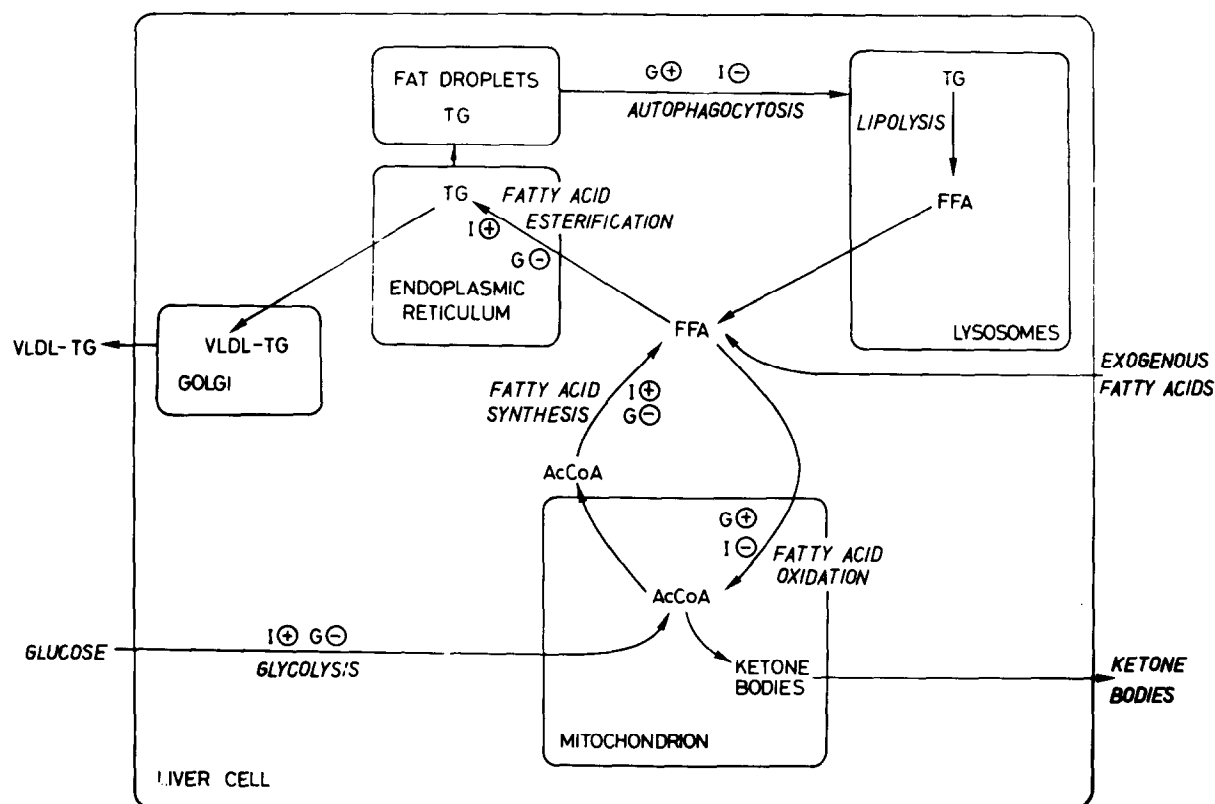 FAT DROPLETS
TG
G⊕ I⊖
AUTOPHAGOCYTOSIS
TG
LIPOLYSIS
FFA
LYSOSOMES
TG
FATTY ACID
ESTERIFICATION
I⊕
G⊖
ENDOPLASMIC
RETICULUM
VLDL-TG
VLDL-TG
GOLGI
FFA
EXOGENOUS
FATTY ACIDS
FATTY ACID
SYNTHESIS
I⊕
G⊖
AcCoA
G⊕
I⊖
FATTY ACID
OXIDATION
AcCoA
GLUCOSE
I⊕ G⊖
GLYCOLYSIS
KETONE
BODIES
KETONE
BODIES
MITOCHONDRION
LIVER CELL